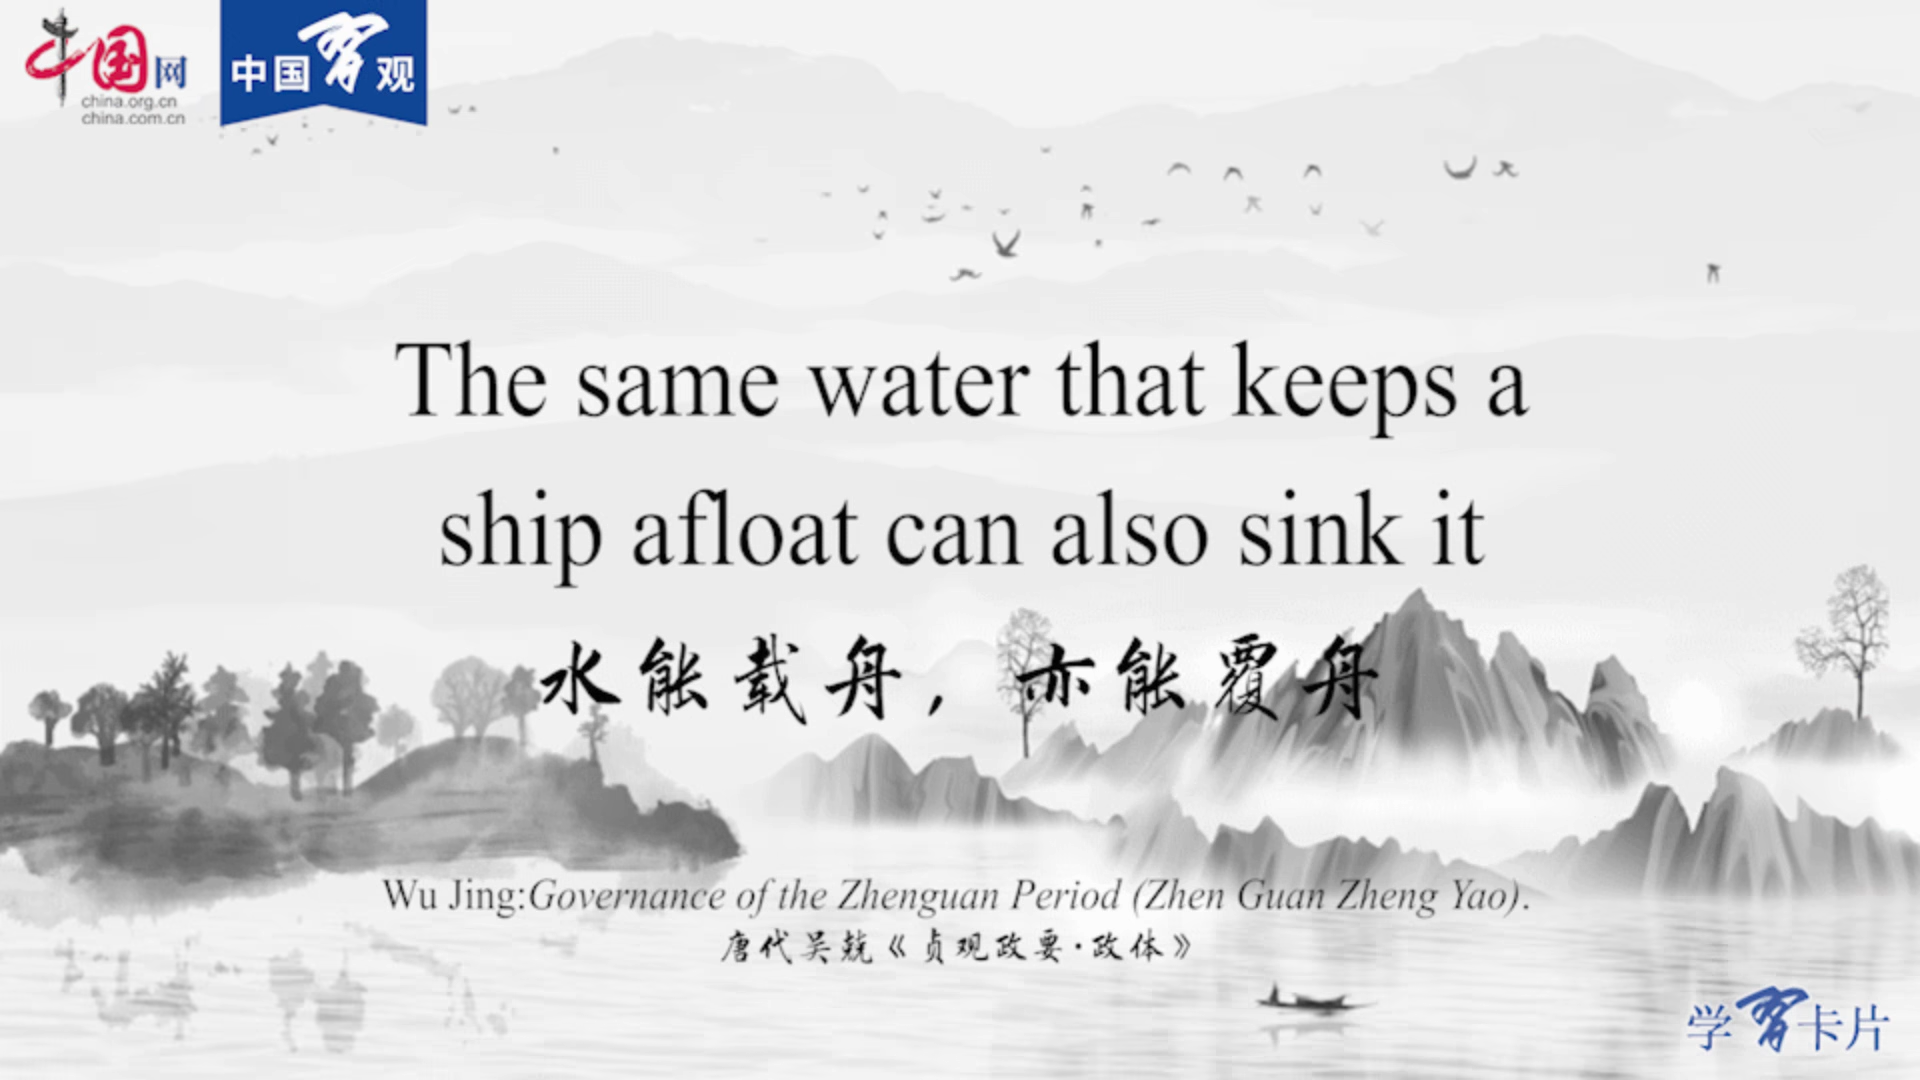 中国网
china.org.cn
china.com.cn
中国習观
The same water that keeps a
ship afloat can also sink it
水能载舟，亦能覆舟
Wu Jing:Governance of the Zhenguan Period (Zhen Guan Zheng Yao).
唐代吴兢《贞观政要·政体》
学習卡片